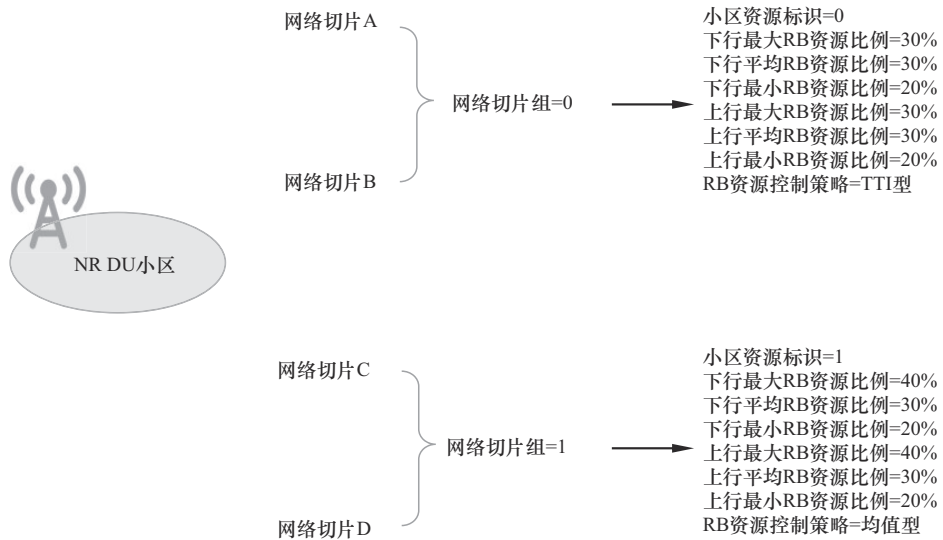 网络切片A
网络切片组=0
网络切片B
小区资源标识=0
下行最大RB资源比例=30%
下行平均RB资源比例=30%
下行最小RB资源比例=20%
上行最大RB资源比例=30%
上行平均RB资源比例=30%
上行最小RB资源比例=20%
RB资源控制策略=TTI型
NR DU小区
网络切片C
网络切片组=1
网络切片D
小区资源标识=1
下行最大RB资源比例=40%
下行平均RB资源比例=30%
下行最小RB资源比例=20%
上行最大RB资源比例=40%
上行平均RB资源比例=30%
上行最小RB资源比例=20%
RB资源控制策略=均值型